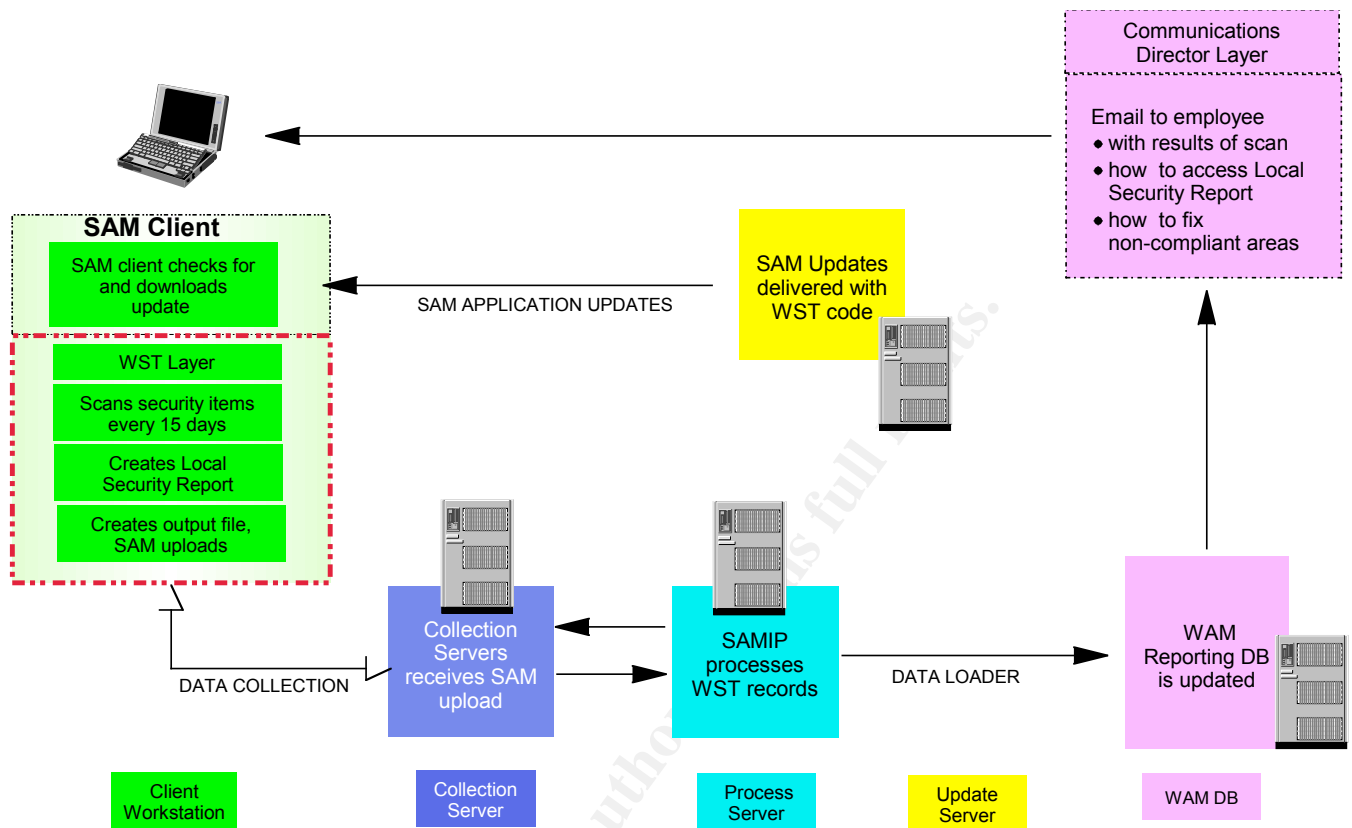 Communications
Director Layer
Email to employee
• with results of scan
• how to access Local
Security Report
• how to fix
non-compliant areas
SAM Client
SAM client checks for
and downloads
update
SAM APPLICATION UPDATES
SAM Updates
delivered with
WST code
WST Layer
Scans security items
every 15 days
Creates Local
Security Report
Creates output file,
SAM uploads
DATA COLLECTION
Collection
Servers
receives SAM
upload
SAMIP
processes
WST records
DATA LOADER
WAM
Reporting DB
is updated
Client
Workstation
Collection
Server
Process
Server
Update
Server
WAM DB
full